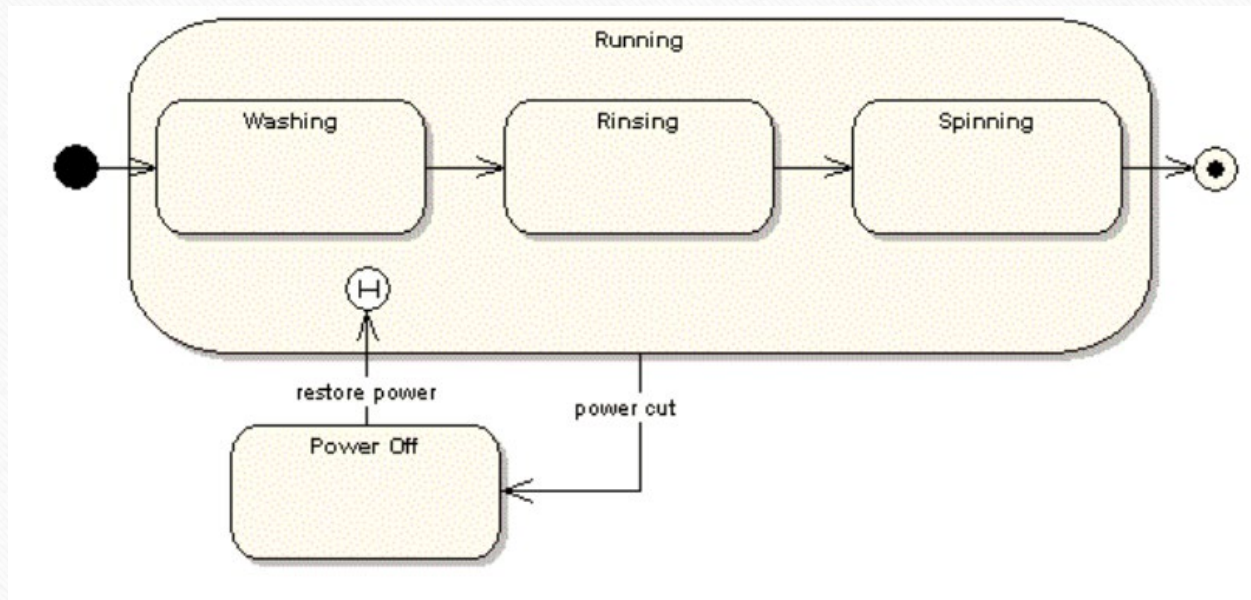 Running
Washing
Rinsing
Spinning
H
restore power
power cut
Power Off